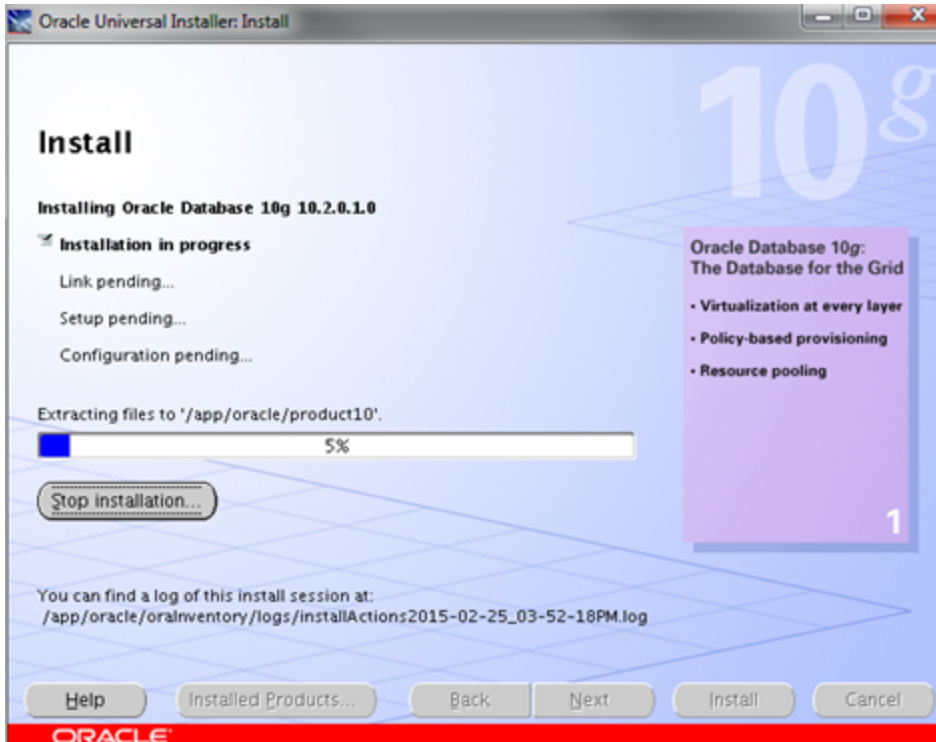 Oracle Universal Installer: Install
10g
Install
Installing Oracle Database 10g 10.2.0.1.0
Installation in progress
Link pending...
Setup pending...
Configuration pending...
Oracle Database 10g:
The Database for the Grid
• Virtualization at every layer
• Policy-based provisioning
• Resource pooling
1
Extracting files to '/app/oracle/product10'.
5%
Stop installation...
You can find a log of this install session at:
/app/oracle/oraInventory/logs/installActions2015-02-25_03-52-18PM.log
Help Installed Products... Back Next Install Cancel
ORACLE